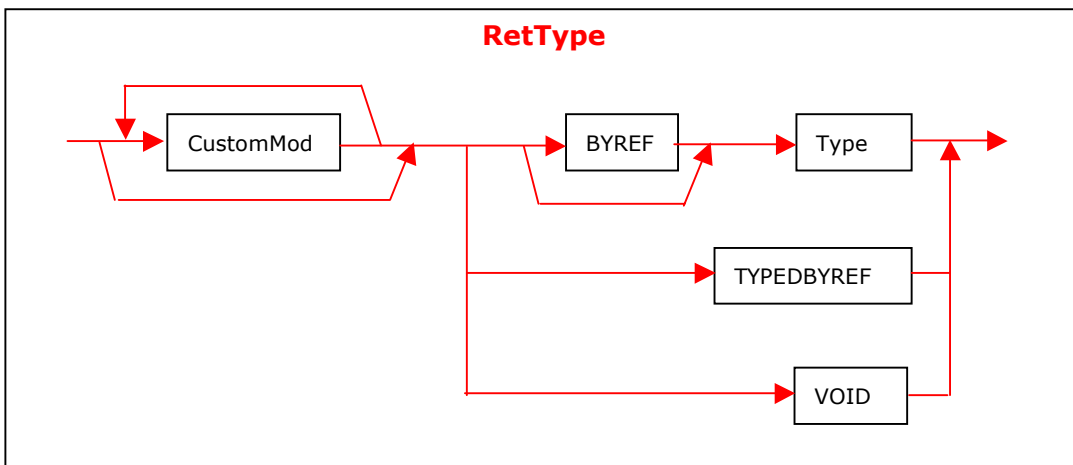 RetType
CustomMod
BYREF
Type
TYPEDBYREF
VOID